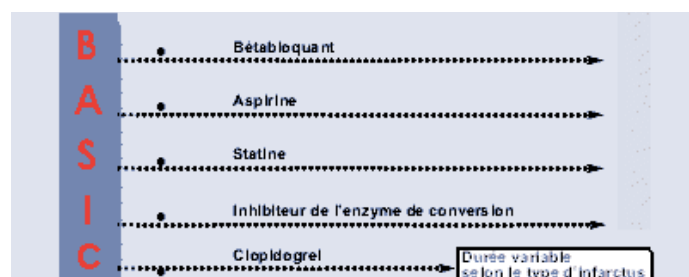 B Bétabloquant
A Aspirine
S Statine
I Inhibiteur de l'enzyme de conversion
C Clopidogrel
Durée variable
selon le type d'infarctus